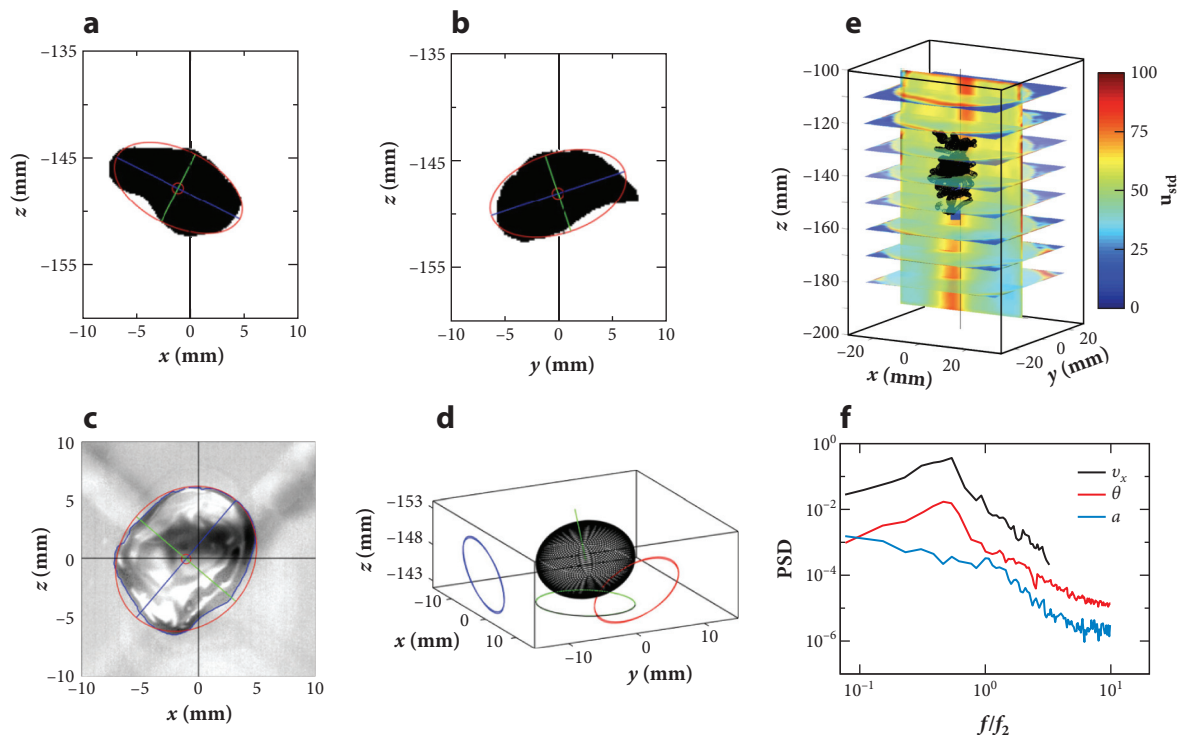 a
−135
−145
−155
z (mm)
−10 −5 0 5 10
x (mm)
b
−135
−145
−155
z (mm)
−10 −5 0 5 10
y (mm)
e
−100
−120
−140
−160
−180
−200
z (mm)
−20 0 20
x (mm)
−20 0 20
y (mm)
100
75
50
25
0
u_std
c
10
5
0
−5
−10
z (mm)
−10 −5 0 5 10
x (mm)
d
−153
−148
−143
z (mm)
−10 0 10
x (mm)
−10 0 10
y (mm)
f
10⁰
10⁻²
10⁻⁴
10⁻⁶
PSD
v_x
θ
a
10⁻¹ 10⁰ 10¹
f/f₂